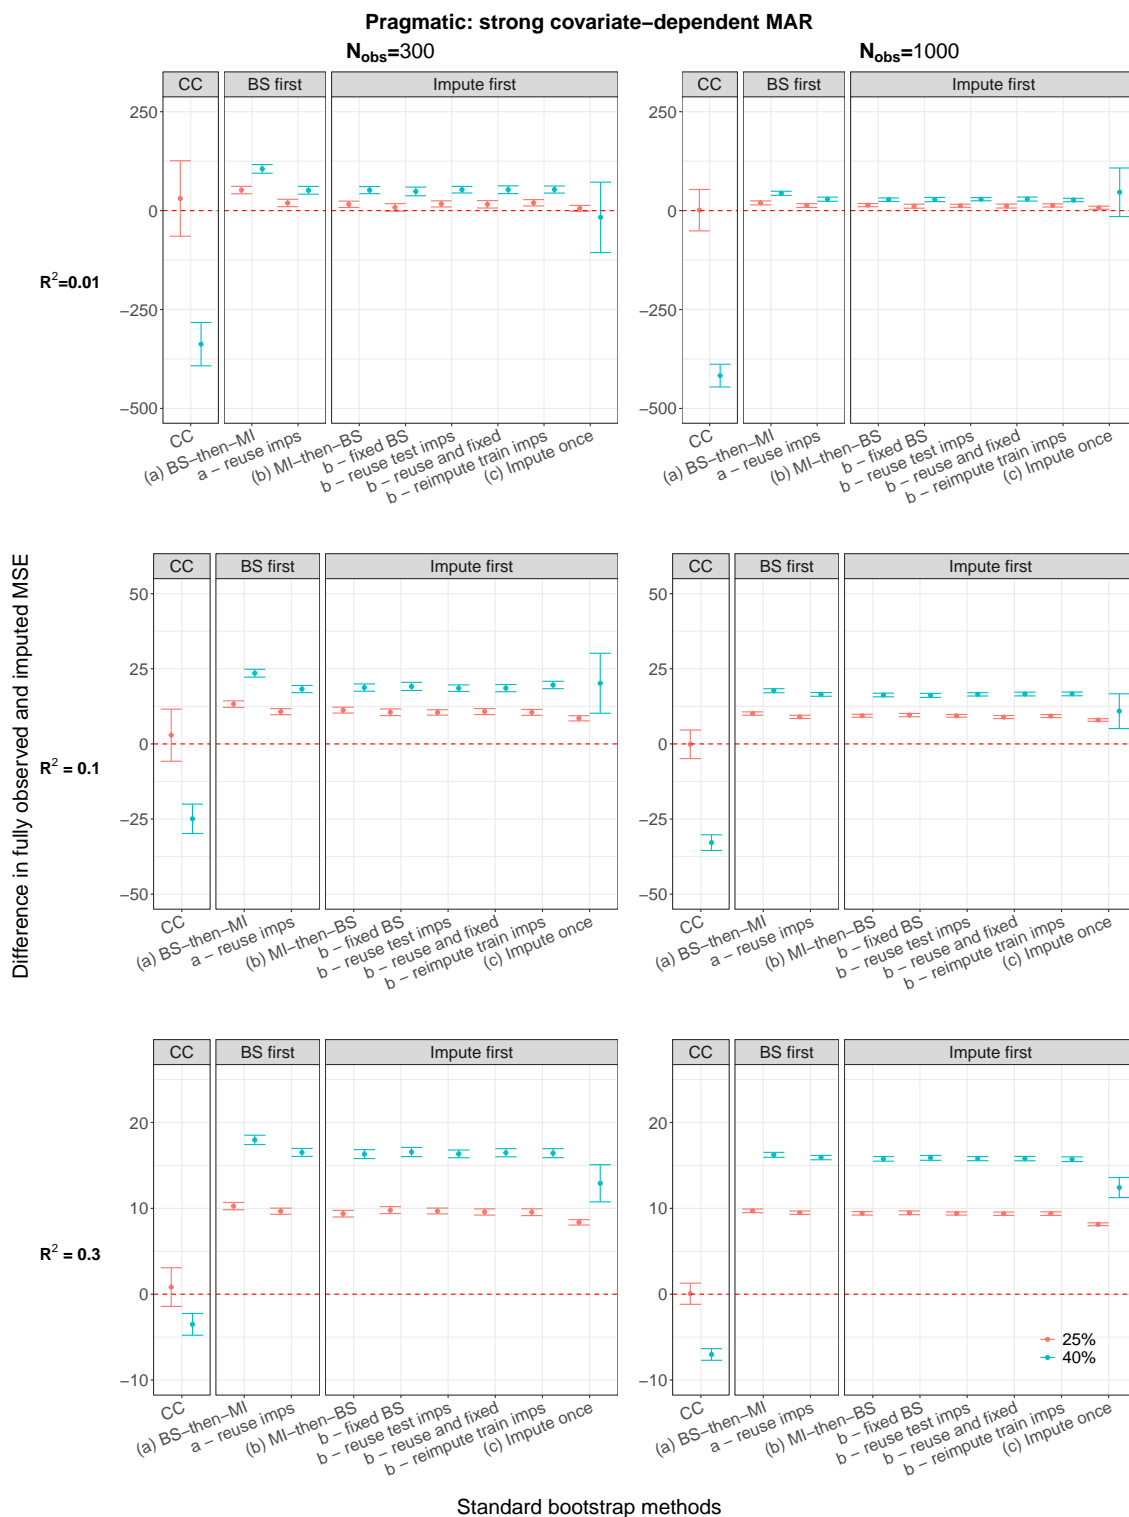 Pragmatic: strong covariate−dependent MAR
N_obs=300
N_obs=1000
CC
BS first
Impute first
CC
BS first
Impute first
250
0
−250
−500
250
0
−250
−500
R²=0.01
CC
(a) BS−then−MI
a − reuse imps
(b) MI−then−BS
b − fixed BS
b − reuse test imps
b − reuse and fixed
b − reimpute train imps
(c) Impute once
CC
(a) BS−then−MI
a − reuse imps
(b) MI−then−BS
b − fixed BS
b − reuse test imps
b − reuse and fixed
b − reimpute train imps
(c) Impute once
Difference in fully observed and imputed MSE
CC
BS first
Impute first
CC
BS first
Impute first
50
25
0
−25
−50
50
25
0
−25
−50
R² = 0.1
CC
(a) BS−then−MI
a − reuse imps
(b) MI−then−BS
b − fixed BS
b − reuse test imps
b − reuse and fixed
b − reimpute train imps
(c) Impute once
CC
(a) BS−then−MI
a − reuse imps
(b) MI−then−BS
b − fixed BS
b − reuse test imps
b − reuse and fixed
b − reimpute train imps
(c) Impute once
CC
BS first
Impute first
CC
BS first
Impute first
20
10
0
−10
20
10
0
−10
R² = 0.3
25%
40%
CC
(a) BS−then−MI
a − reuse imps
(b) MI−then−BS
b − fixed BS
b − reuse test imps
b − reuse and fixed
b − reimpute train imps
(c) Impute once
CC
(a) BS−then−MI
a − reuse imps
(b) MI−then−BS
b − fixed BS
b − reuse test imps
b − reuse and fixed
b − reimpute train imps
(c) Impute once
Standard bootstrap methods